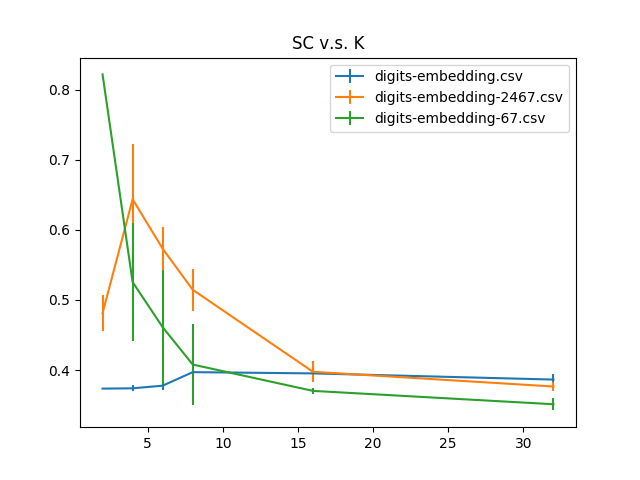 SC v.s. K
digits-embedding.csv
digits-embedding-2467.csv
digits-embedding-67.csv
0.8
0.7
0.6
0.5
0.4
5 10 15 20 25 30